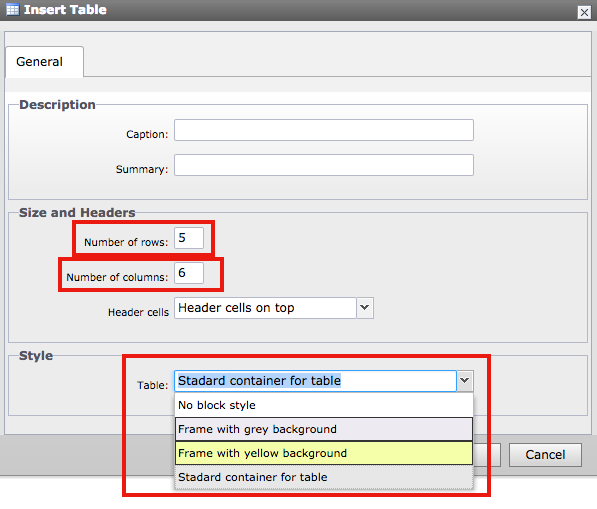 Insert Table
General
Description
Caption:
Summary:
Size and Headers
Number of rows: 5
Number of columns: 6
Header cells Header cells on top
Style
Table: Stadard container for table
No block style
Frame with grey background
Frame with yellow background
Stadard container for table
Cancel